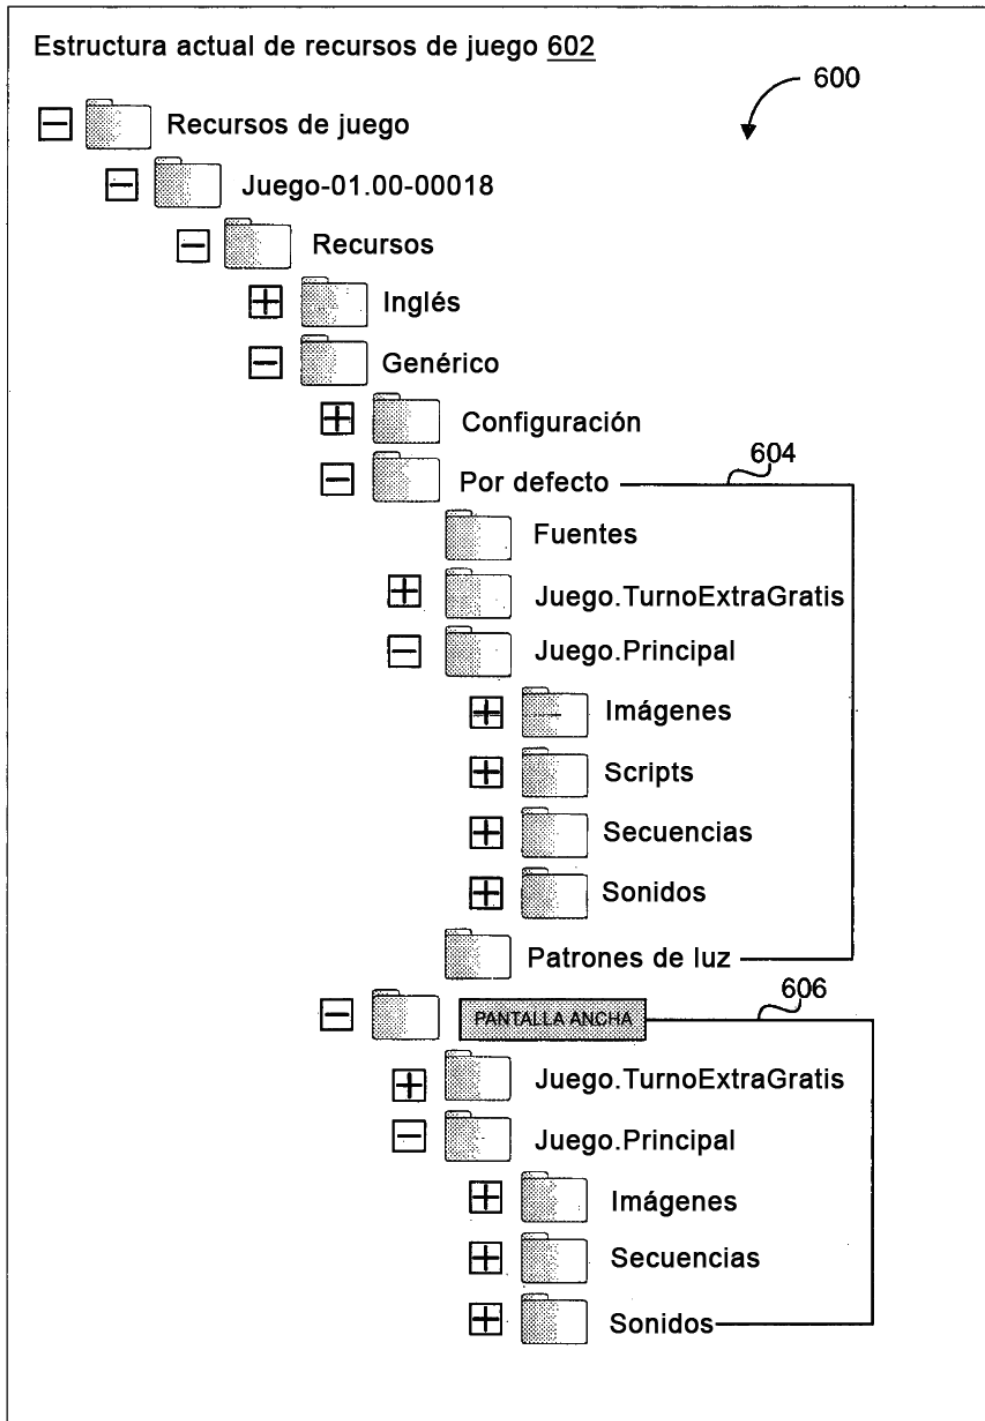 Estructura actual de recursos de juego 602
600
Recursos de juego
Juego-01.00-00018
Recursos
Inglés
Genérico
Configuración
604
Por defecto
Fuentes
Juego.TurnoExtraGratis
Juego.Principal
Imágenes
Scripts
Secuencias
Sonidos
Patrones de luz
606
PANTALLA ANCHA
Juego.TurnoExtraGratis
Juego.Principal
Imágenes
Secuencias
Sonidos